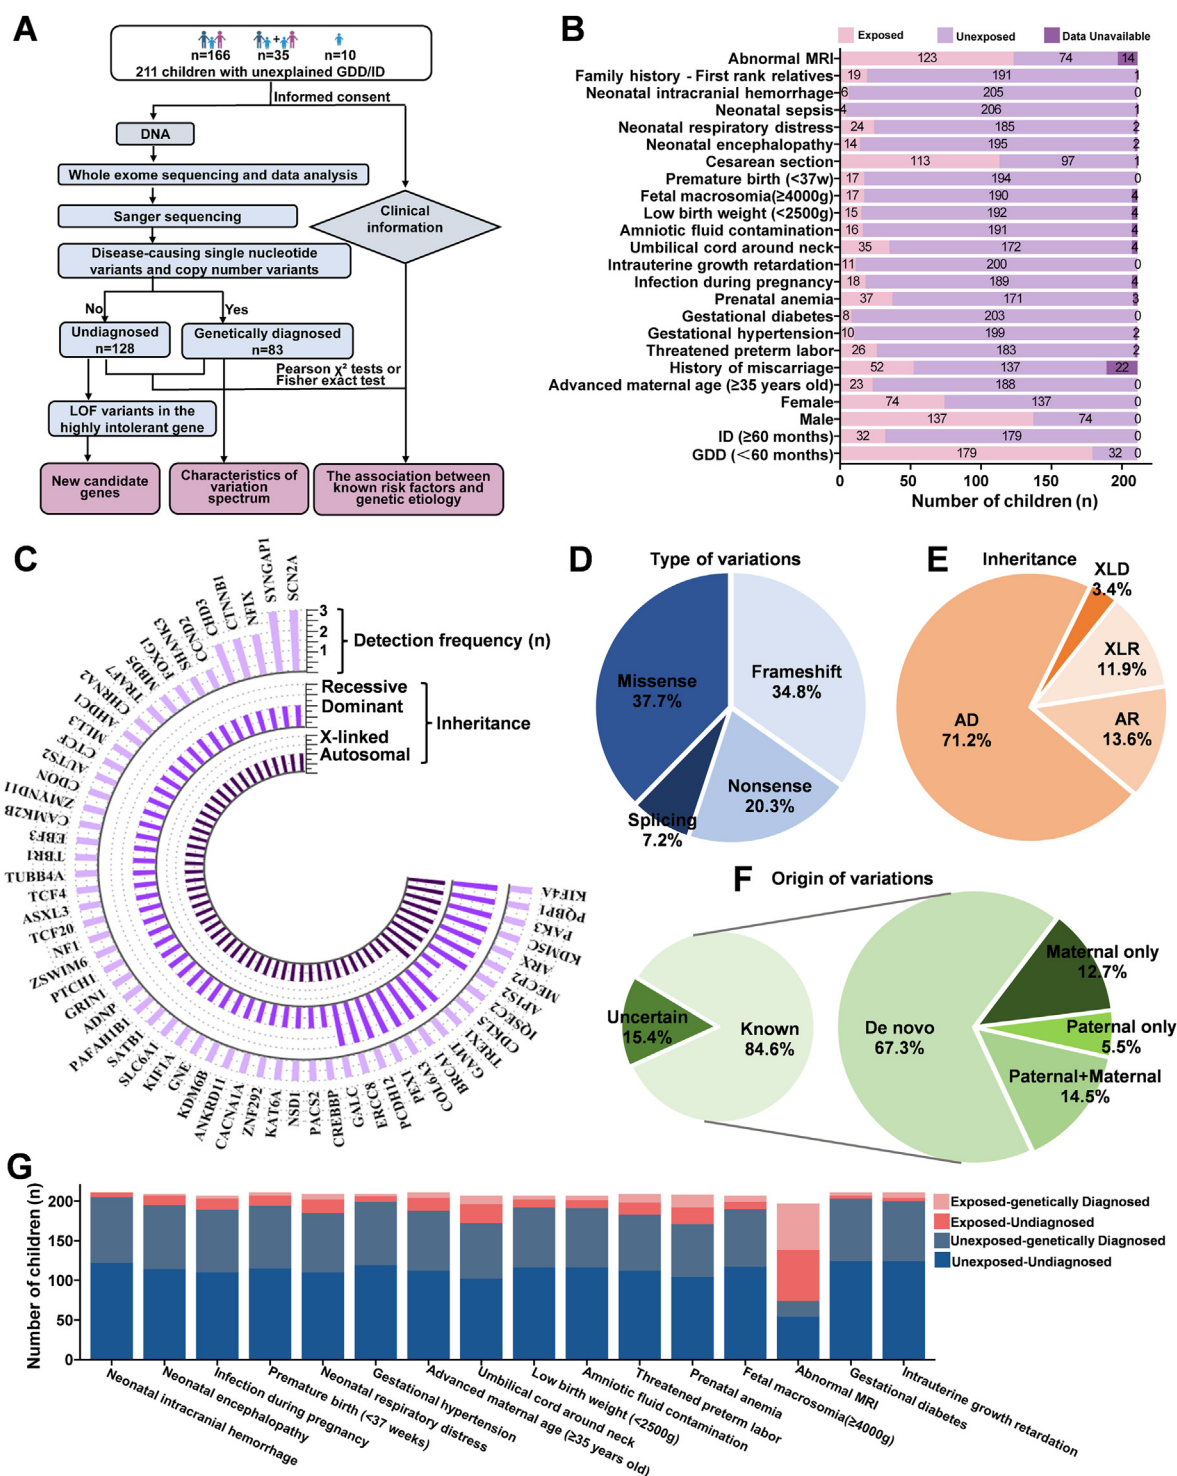 A
n=166
n=35
n=10
211 children with unexplained GDD/ID
Informed consent
DNA
Whole exome sequencing and data analysis
Sanger sequencing
Clinical
information
Disease-causing single nucleotide
variants and copy number variants
No
Yes
Undiagnosed
n=128
Genetically diagnosed
n=83
Pearson χ² tests or
Fisher exact test
LOF variants in the
highly intolerant gene
New candidate
genes
Characteristics of
variation
spectrum
The association between
known risk factors and
genetic etiology
B
Exposed
Unexposed
Data Unavailable
Abnormal MRI 123 74 14
Family history - First rank relatives 19 191 1
Neonatal intracranial hemorrhage 6 205 0
Neonatal sepsis 4 206 1
Neonatal respiratory distress 24 185 2
Neonatal encephalopathy 14 195 2
Cesarean section 113 97 1
Premature birth (<37w) 17 194 0
Fetal macrosomia(≥4000g) 17 190 4
Low birth weight (<2500g) 15 192 4
Amniotic fluid contamination 16 191 4
Umbilical cord around neck 35 172 4
Intrauterine growth retardation 11 200 0
Infection during pregnancy 18 189 4
Prenatal anemia 37 171 3
Gestational diabetes 8 203 0
Gestational hypertension 10 199 2
Threatened preterm labor 26 183 2
History of miscarriage 52 137 22
Advanced maternal age (≥35 years old) 23 188 0
Female 74 137 0
Male 137 74 0
ID (≥60 months) 32 179 0
GDD (<60 months) 179 32 0
0 50 100 150 200
Number of children (n)
C
SCN2A
SYNGAP1
NFIX
CTNNB1
CHD3
CCND2
SHANK3
FOXG1
MBD5
TRAF7
CHRNA2
AHDC1
MLL3
CTCF
AUTS2
CDON
ZMYND11
CAMK2B
EBF3
TBR1
TUBB4A
TCF4
ASXL3
TCF20
NF1
ZSWIM6
PTCH1
GRIN1
ADNP
PAFAH1B1
SATB1
SLC6A1
KIF1A
GNE
KDM6B
ANKRD11
CACNA1A
ZNF292
KAT6A
NSD1
PACS2
CREBBP
GALC
ERCC8
PCDH12
PEX1
COL6A3
BRCA1
GAMT
TREX1
CDKL5
IQSEC2
AP1S2
MECP2
ARX
KDM5C
PAK3
PQBP1
KIF4A
3
2
1
Detection frequency (n)
Recessive
Dominant
X-linked
Autosomal
Inheritance
D
Type of variations
Missense
37.7%
Frameshift
34.8%
Nonsense
20.3%
Splicing
7.2%
E
Inheritance
XLD
3.4%
XLR
11.9%
AR
13.6%
AD
71.2%
F
Origin of variations
Uncertain
15.4%
Known
84.6%
De novo
67.3%
Maternal only
12.7%
Paternal only
5.5%
Paternal+Maternal
14.5%
G
Number of children (n)
200
150
100
50
0
Exposed-genetically Diagnosed
Exposed-Undiagnosed
Unexposed-genetically Diagnosed
Unexposed-Undiagnosed
Neonatal intracranial hemorrhage
Neonatal encephalopathy
Infection during pregnancy
Premature birth (<37 weeks)
Neonatal respiratory distress
Gestational hypertension
Advanced maternal age (≥35 years old)
Umbilical cord around neck
Low birth weight (<2500g)
Amniotic fluid contamination
Threatened preterm labor
Prenatal anemia
Fetal macrosomia(≥4000g)
Abnormal MRI
Gestational diabetes
Intrauterine growth retardation